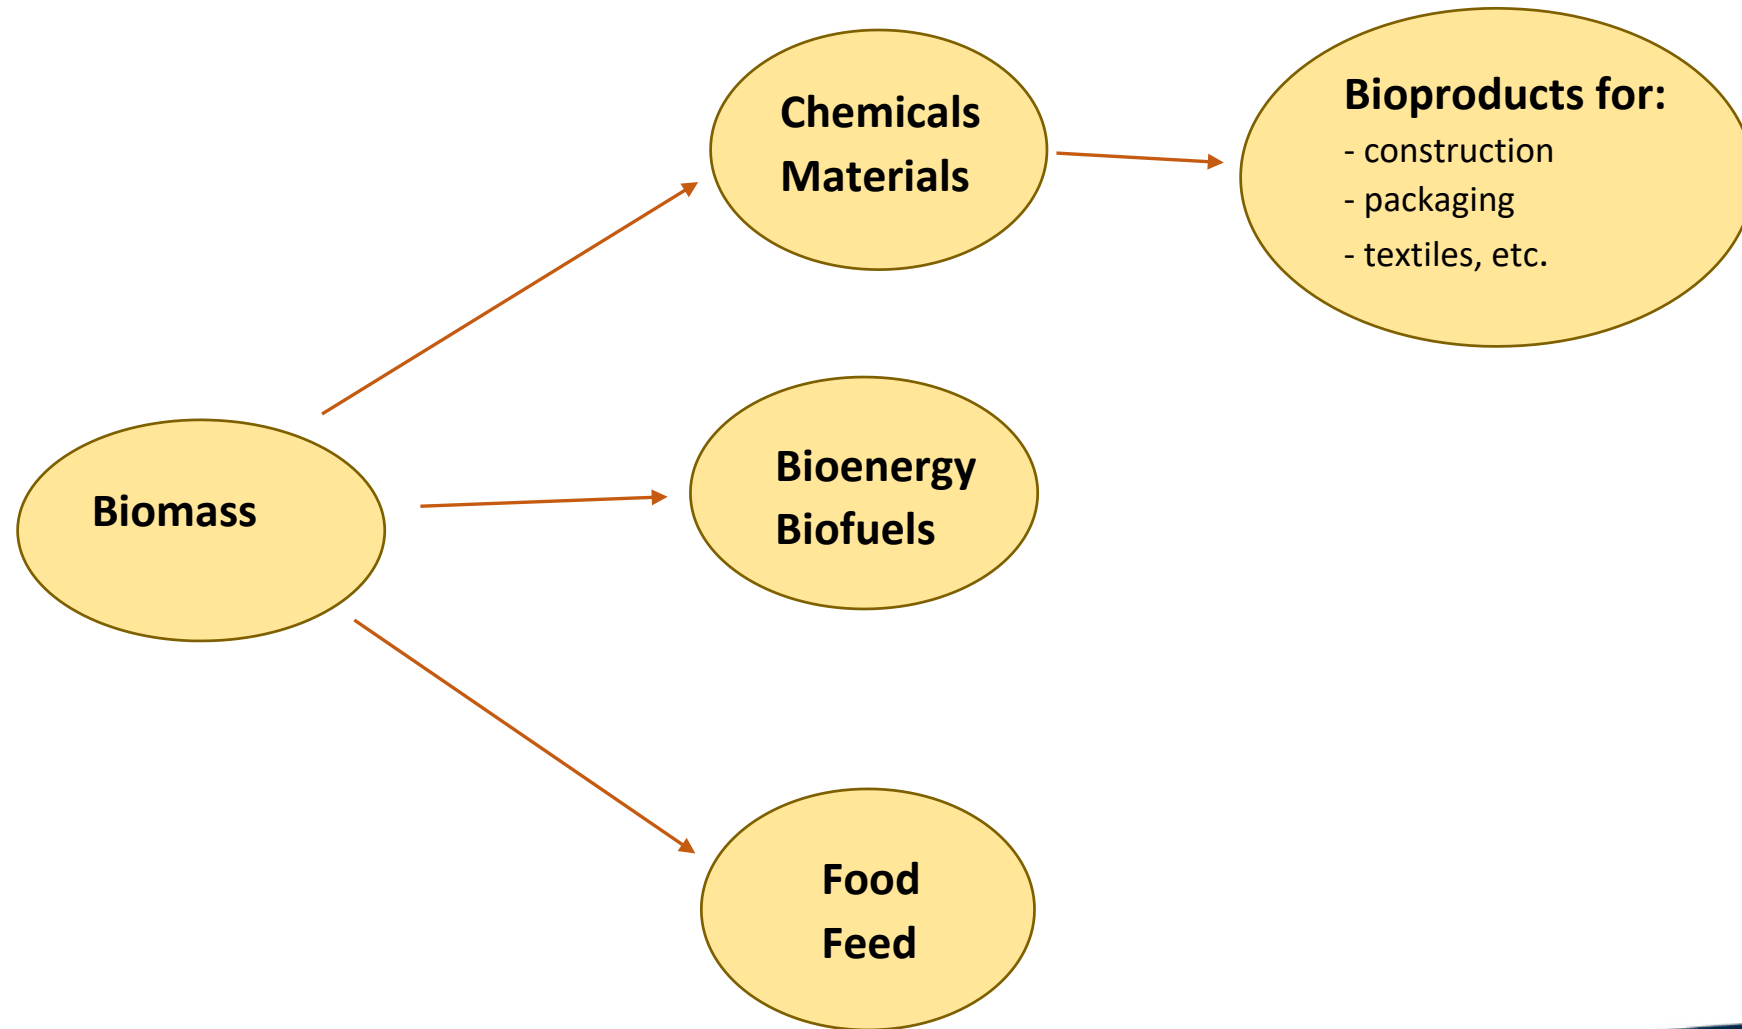 Chemicals
Materials
Bioproducts for:
- construction
- packaging
- textiles, etc.
Biomass
Bioenergy
Biofuels
Food
Feed